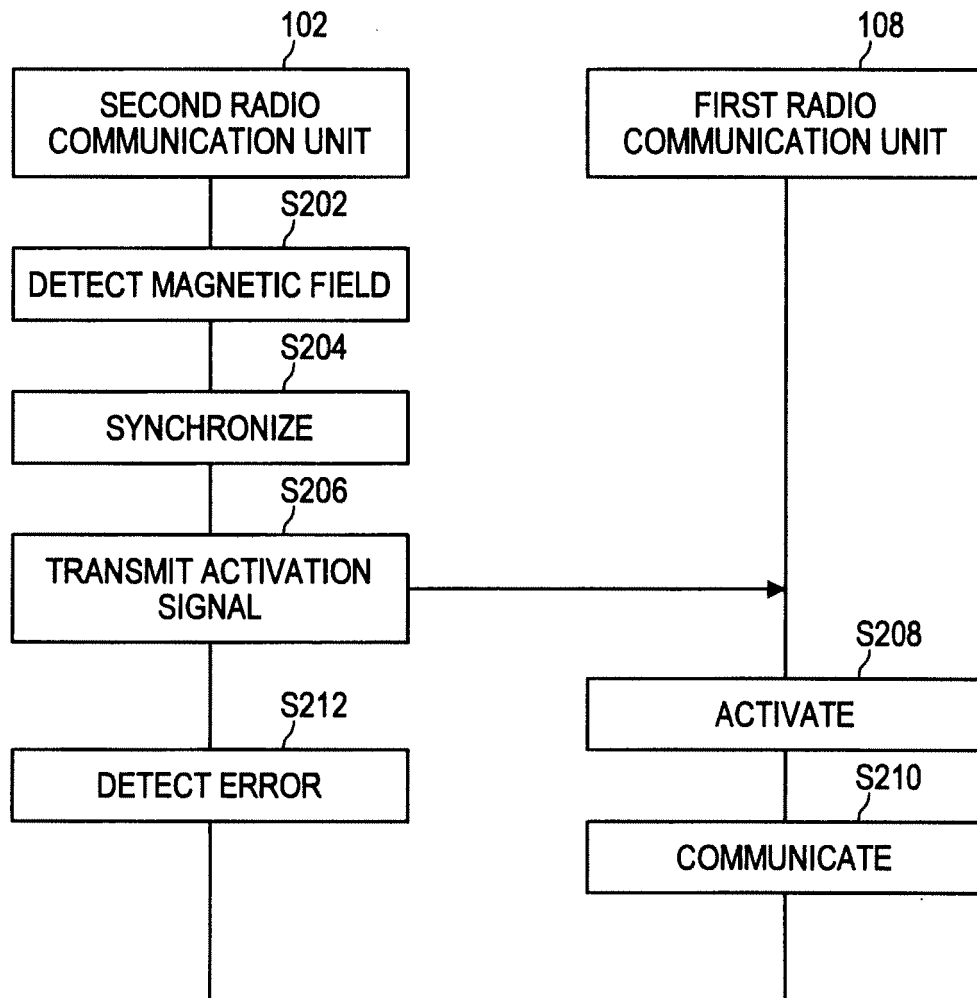 102
108
SECOND RADIO
COMMUNICATION UNIT
FIRST RADIO
COMMUNICATION UNIT
S202
DETECT MAGNETIC FIELD
S204
SYNCHRONIZE
S206
TRANSMIT ACTIVATION
SIGNAL
S208
ACTIVATE
S212
DETECT ERROR
S210
COMMUNICATE